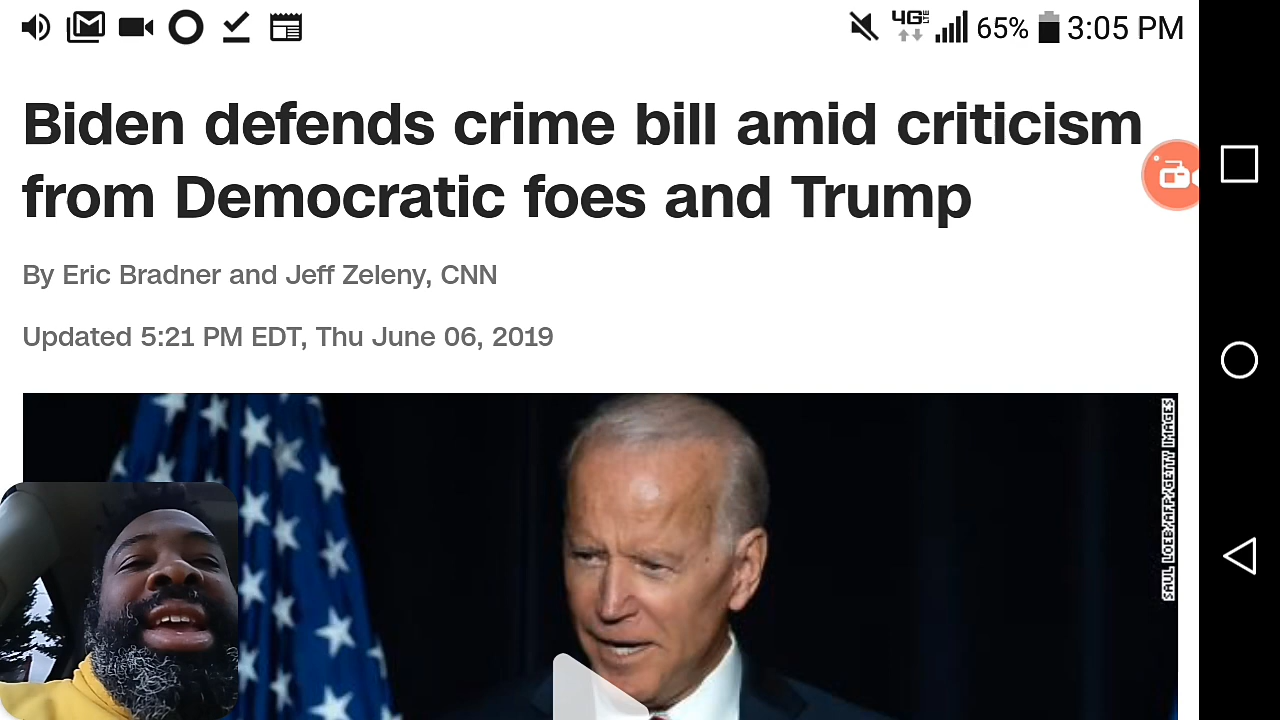 4G LTE 65% 3:05 PM
Biden defends crime bill amid criticism
from Democratic foes and Trump
By Eric Bradner and Jeff Zeleny, CNN
Updated 5:21 PM EDT, Thu June 06, 2019
SAUL LOEB/AFP/GETTY IMAGES